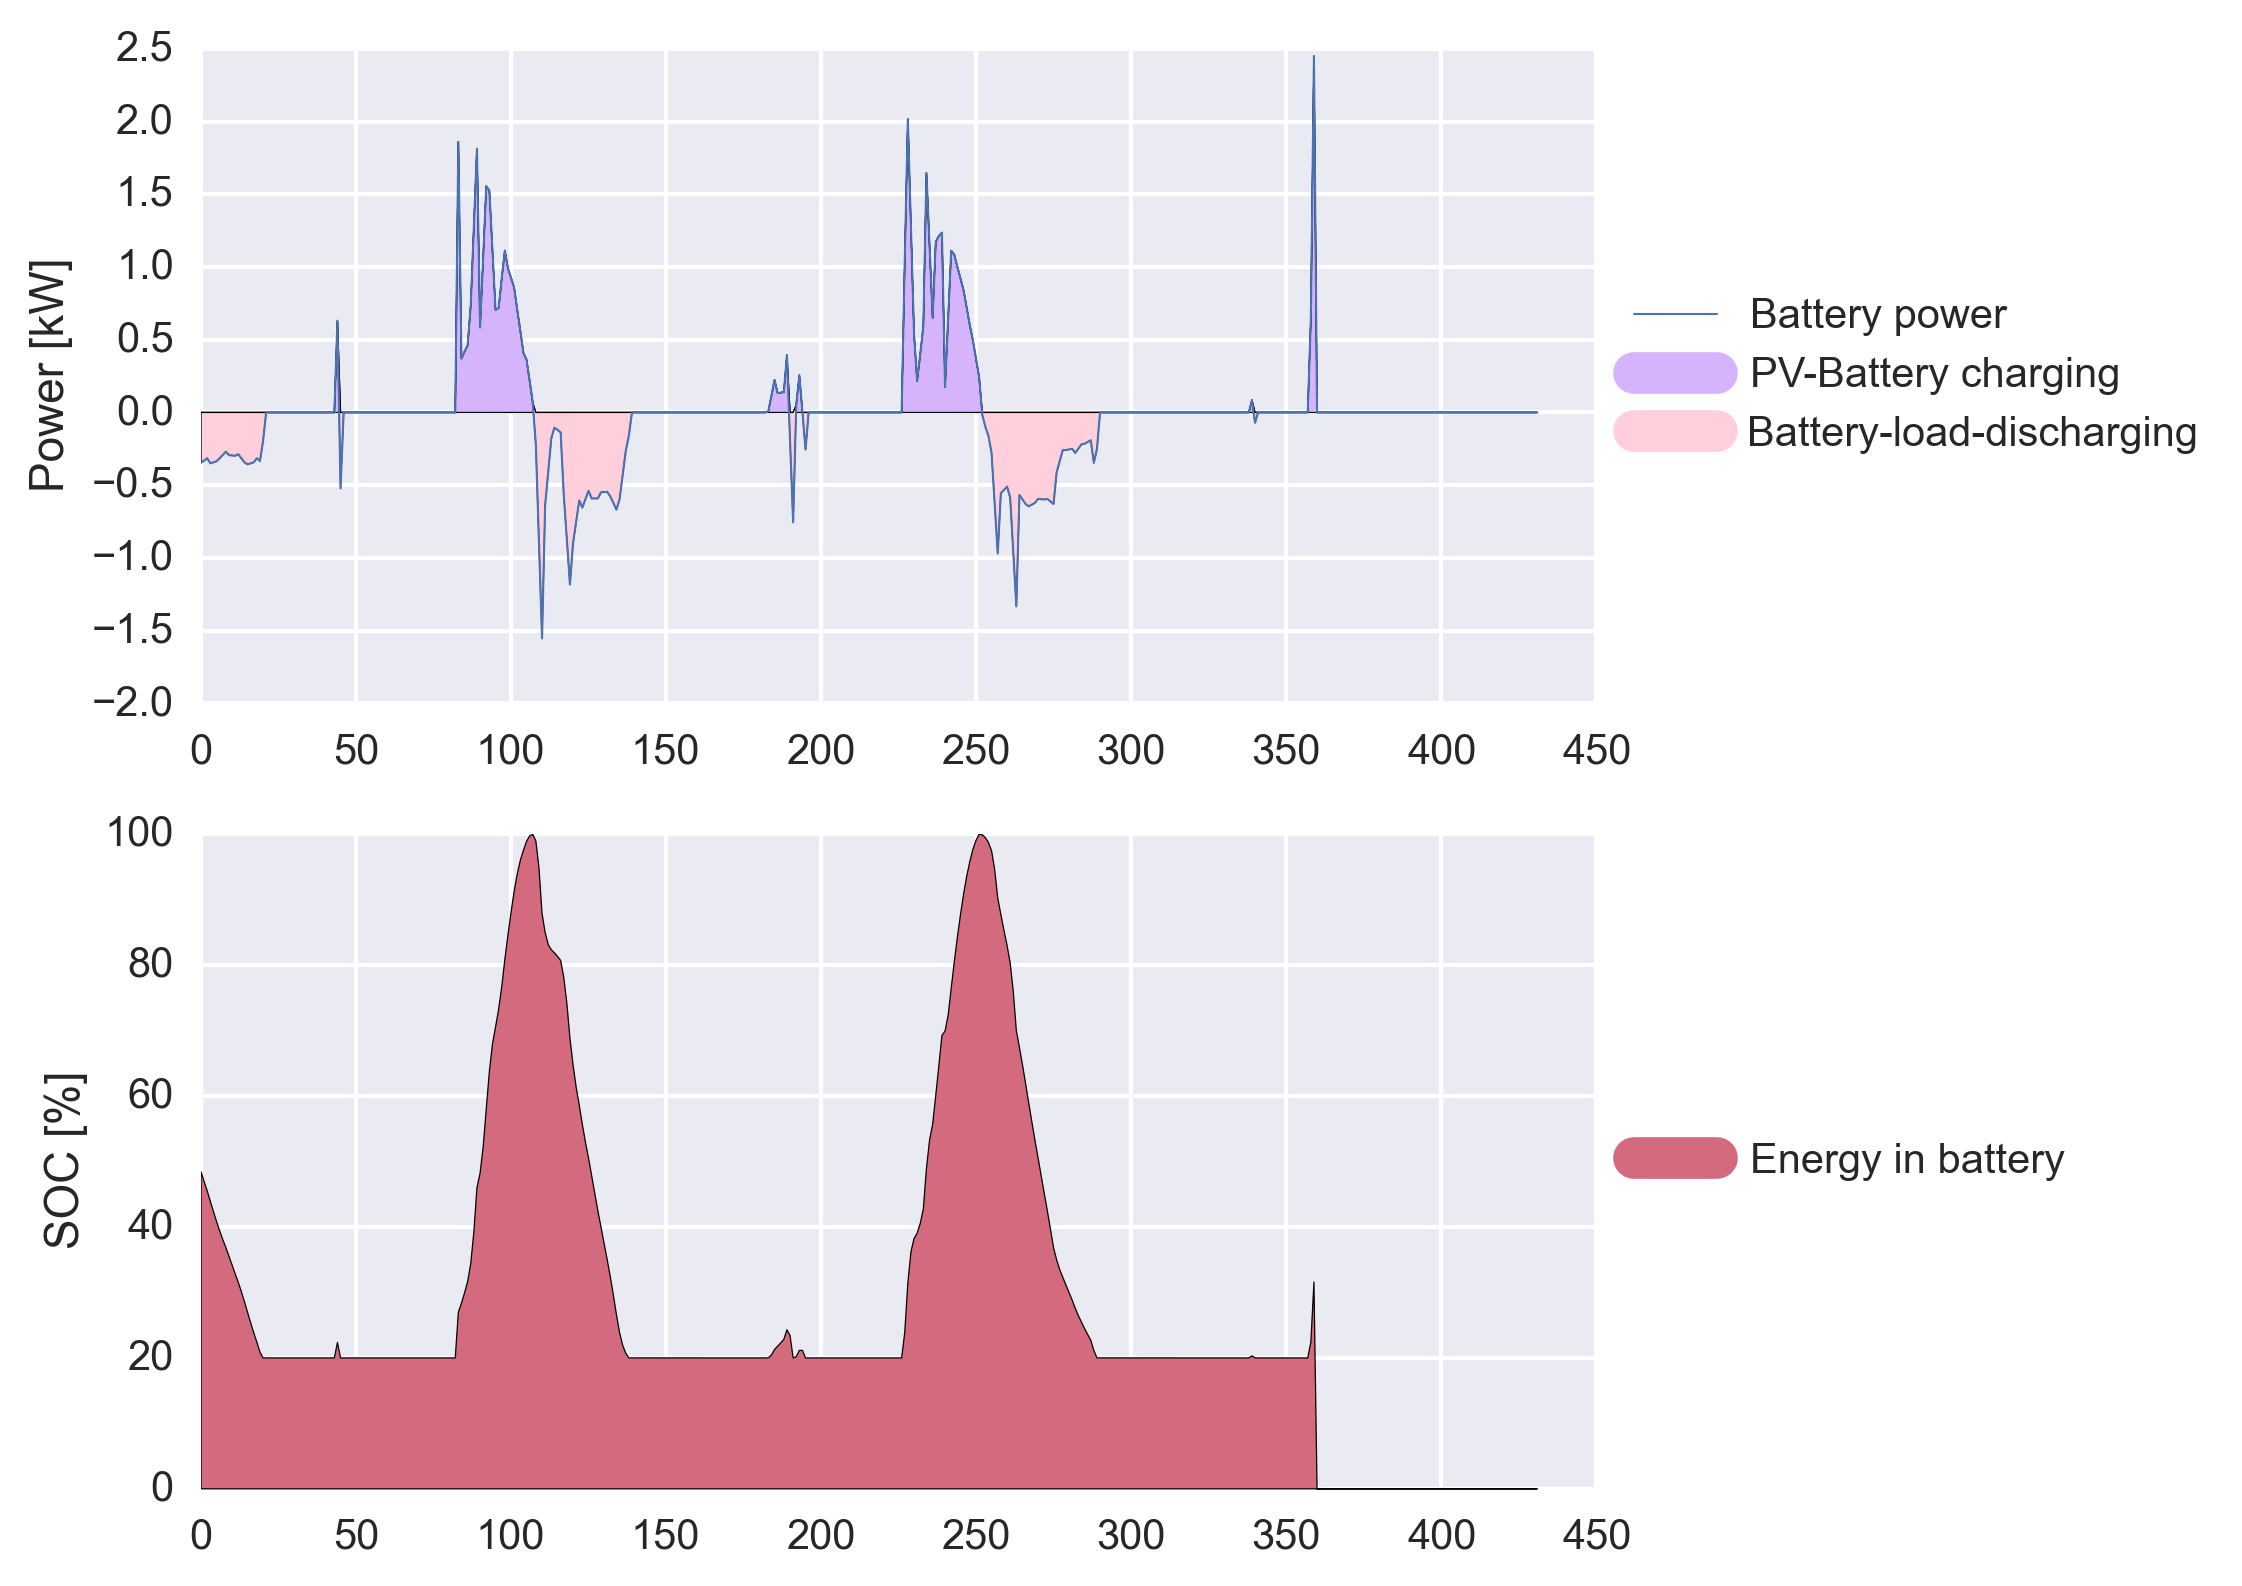 2.5
2.0
1.5
1.0
0.5
0.0
−0.5
−1.0
−1.5
−2.0
Power [kW]
0 50 100 150 200 250 300 350 400 450
Battery power
PV-Battery charging
Battery-load-discharging
100
80
60
40
20
0
SOC [%]
0 50 100 150 200 250 300 350 400 450
Energy in battery